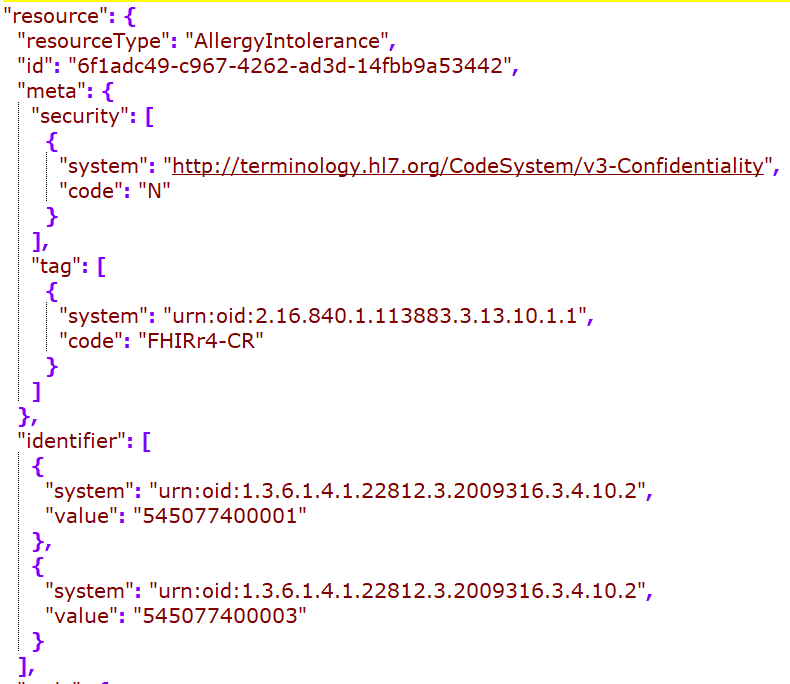 "resource": {
"resourceType": "AllergyIntolerance",
"id": "6f1adc49-c967-4262-ad3d-14fbb9a53442",
"meta": {
"security": [
{
"system": "http://terminology.hl7.org/CodeSystem/v3-Confidentiality",
"code": "N"
}
],
"tag": [
{
"system": "urn:oid:2.16.840.1.113883.3.13.10.1.1",
"code": "FHIRr4-CR"
}
]
},
"identifier": [
{
"system": "urn:oid:1.3.6.1.4.1.22812.3.2009316.3.4.10.2",
"value": "545077400001"
},
{
"system": "urn:oid:1.3.6.1.4.1.22812.3.2009316.3.4.10.2",
"value": "545077400003"
}
],